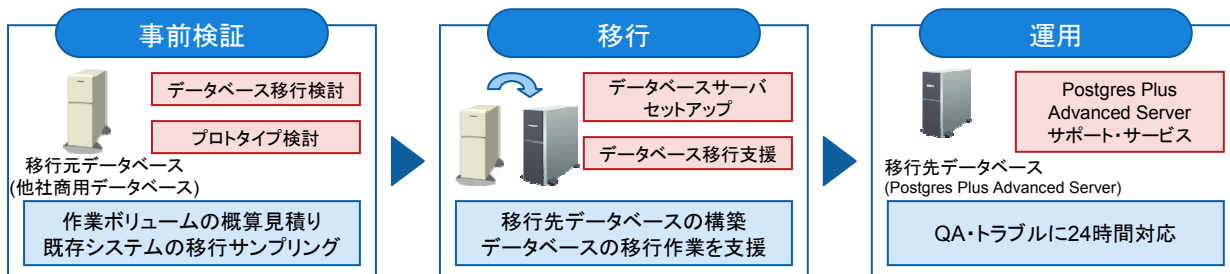 事前検証
データベース移行検討
プロトタイプ検討
移行元データベース
(他社商用データベース)
作業ボリュームの概算見積り
既存システムの移行サンプリング
移行
データベースサーバ
セットアップ
データベース移行支援
移行先データベースの構築
データベースの移行作業を支援
運用
Postgres Plus
Advanced Server
サポート・サービス
移行先データベース
(Postgres Plus Advanced Server)
QA・トラブルに24時間対応